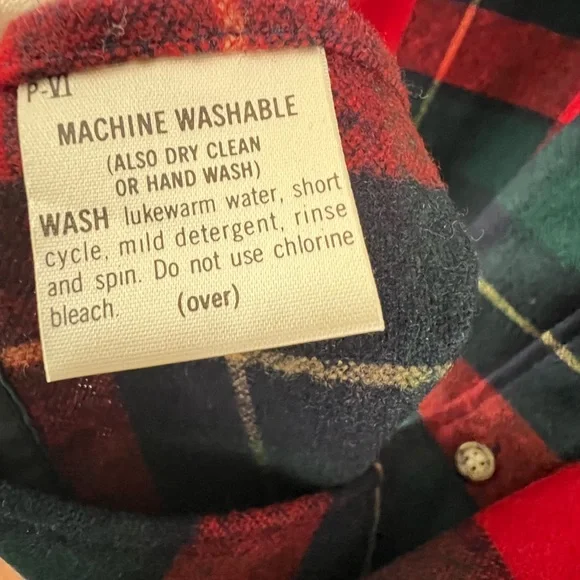 P-VI
MACHINE WASHABLE
(ALSO DRY CLEAN
OR HAND WASH)
WASH lukewarm water, short
cycle, mild detergent, rinse
and spin. Do not use chlorine
bleach. (over)